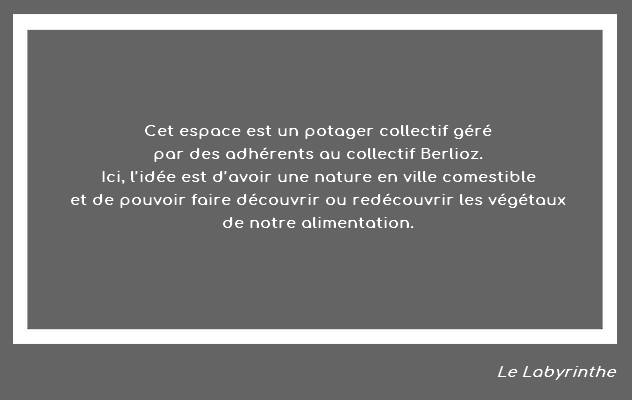 Cet espace est un potager collectif géré
par des adhérents au collectif Berlioz.
Ici, l'idée est d'avoir une nature en ville comestible
et de pouvoir faire découvrir ou redécouvrir les végétaux
de notre alimentation.
Le Labyrinthe